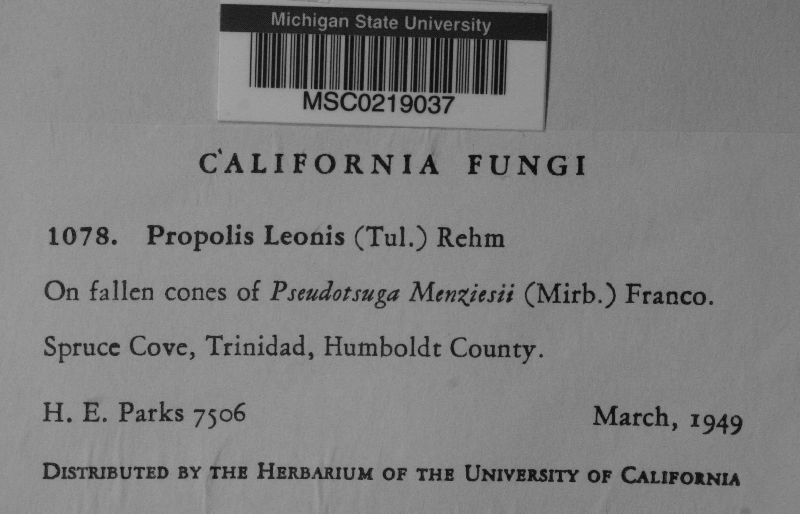 Michigan State University
MSC0219037
CALIFORNIA FUNGI
1078. Propolis Leonis (Tul.) Rehm
On fallen cones of Pseudotsuga Menziesii (Mirb.) Franco.
Spruce Cove, Trinidad, Humboldt County.
H. E. Parks 7506 March, 1949
DISTRIBUTED BY THE HERBARIUM OF THE UNIVERSITY OF CALIFORNIA